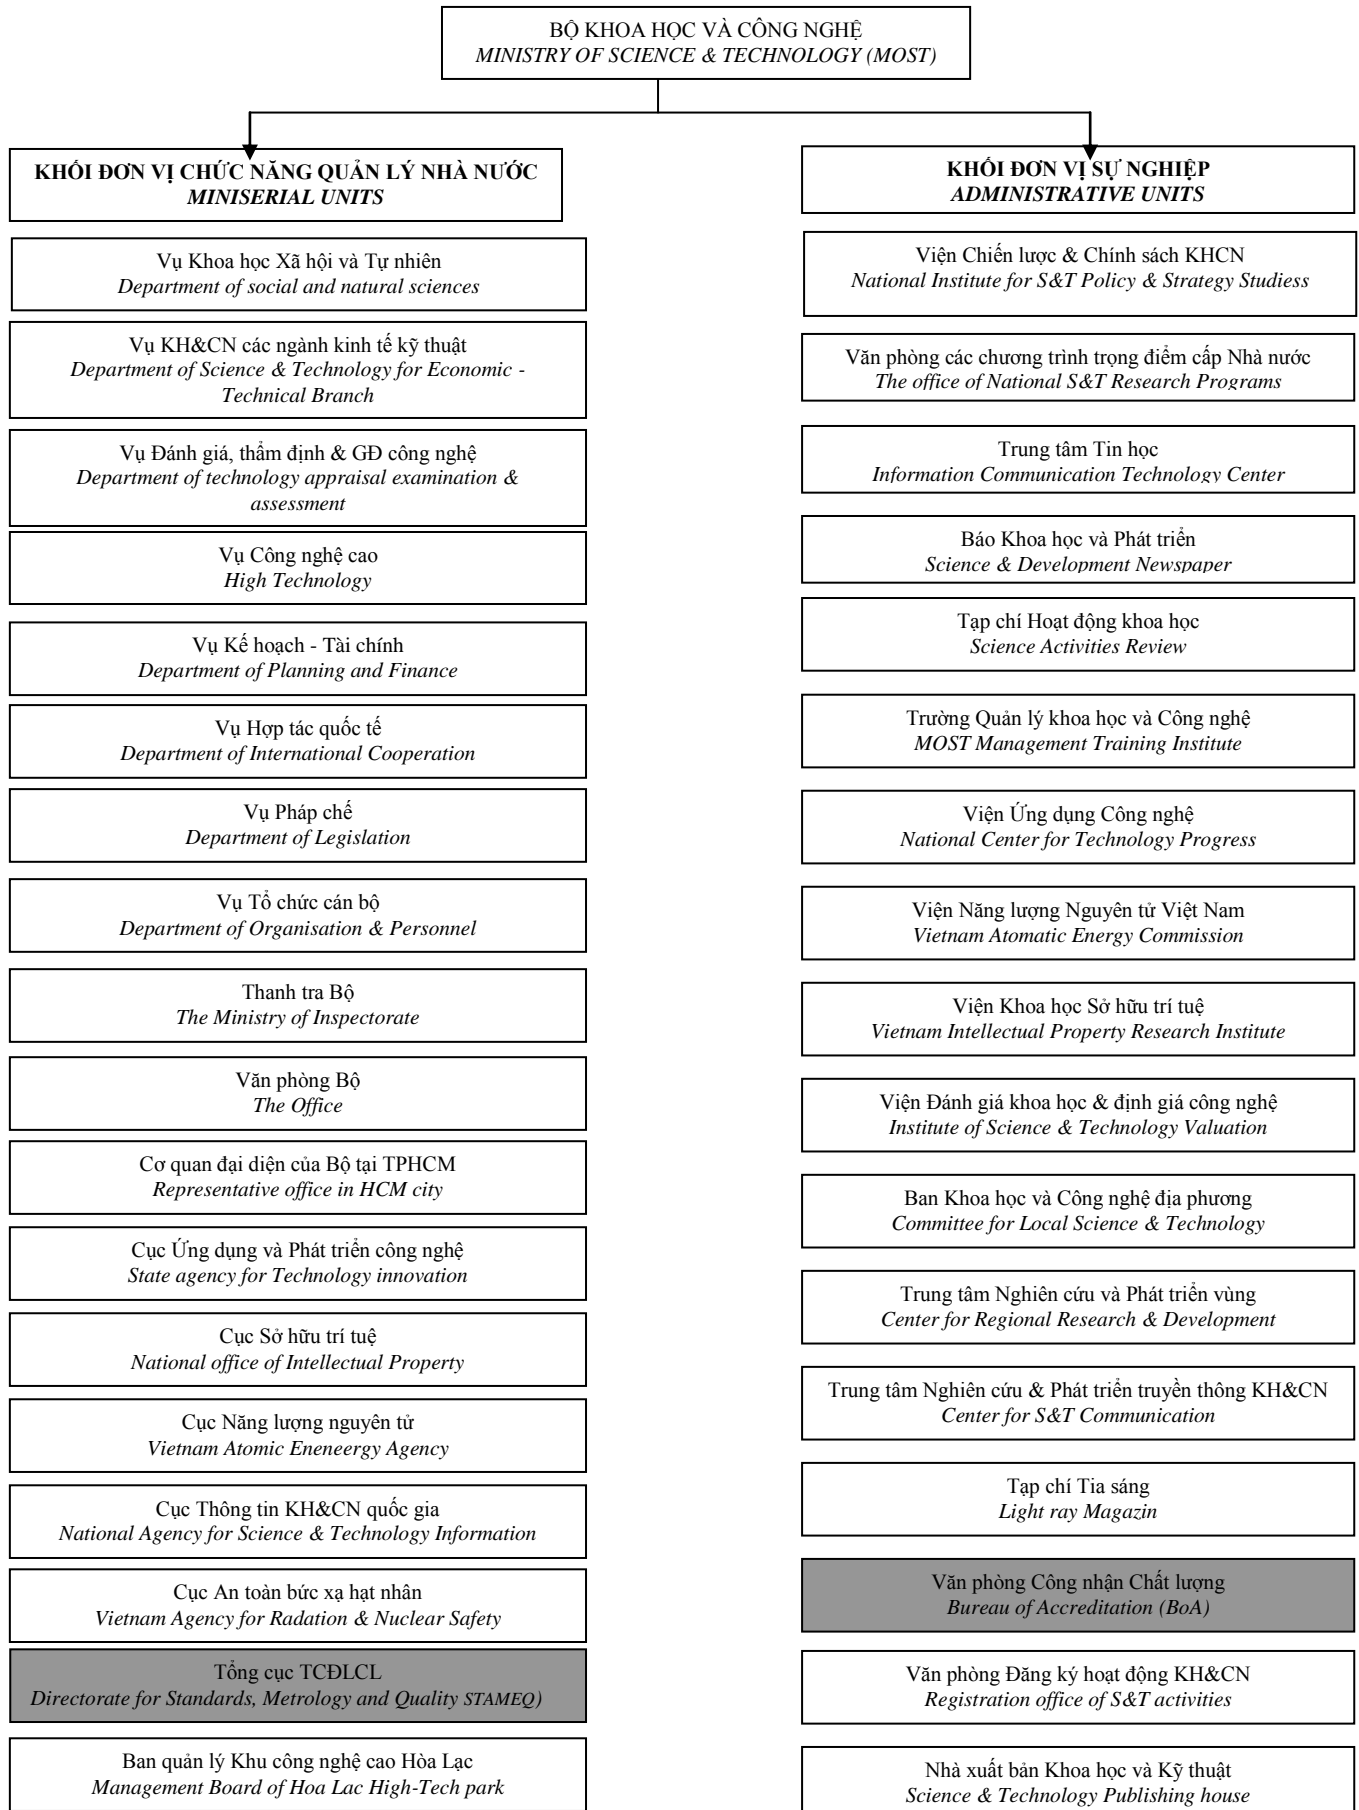 BỘ KHOA HỌC VÀ CÔNG NGHỆ
MINISTRY OF SCIENCE & TECHNOLOGY (MOST)
KHỐI ĐƠN VỊ CHỨC NĂNG QUẢN LÝ NHÀ NƯỚC
MINISERIAL UNITS
Vụ Khoa học Xã hội và Tự nhiên
Department of social and natural sciences
Vụ KH&CN các ngành kinh tế kỹ thuật
Department of Science & Technology for Economic -
Technical Branch
Vụ Đánh giá, thẩm định & GĐ công nghệ
Department of technology appraisal examination &
assessment
Vụ Công nghệ cao
High Technology
Vụ Kế hoạch - Tài chính
Department of Planning and Finance
Vụ Hợp tác quốc tế
Department of International Cooperation
Vụ Pháp chế
Department of Legislation
Vụ Tổ chức cán bộ
Department of Organisation & Personnel
Thanh tra Bộ
The Ministry of Inspectorate
Văn phòng Bộ
The Office
Cơ quan đại diện của Bộ tại TPHCM
Representative office in HCM city
Cục Ứng dụng và Phát triển công nghệ
State agency for Technology innovation
Cục Sở hữu trí tuệ
National office of Intellectual Property
Cục Năng lượng nguyên tử
Vietnam Atomic Eneneergy Agency
Cục Thông tin KH&CN quốc gia
National Agency for Science & Technology Information
Cục An toàn bức xạ hạt nhân
Vietnam Agency for Radation & Nuclear Safety
Tổng cục TCĐLCL
Directorate for Standards, Metrology and Quality STAMEQ)
Ban quản lý Khu công nghệ cao Hòa Lạc
Management Board of Hoa Lac High-Tech park
KHỐI ĐƠN VỊ SỰ NGHIỆP
ADMINISTRATIVE UNITS
Viện Chiến lược & Chính sách KHCN
National Institute for S&T Policy & Strategy Studiess
Văn phòng các chương trình trọng điểm cấp Nhà nước
The office of National S&T Research Programs
Trung tâm Tin học
Information Communication Technology Center
Báo Khoa học và Phát triển
Science & Development Newspaper
Tạp chí Hoạt động khoa học
Science Activities Review
Trường Quản lý khoa học và Công nghệ
MOST Management Training Institute
Viện Ứng dụng Công nghệ
National Center for Technology Progress
Viện Năng lượng Nguyên tử Việt Nam
Vietnam Atomatic Energy Commission
Viện Khoa học Sở hữu trí tuệ
Vietnam Intellectual Property Research Institute
Viện Đánh giá khoa học & định giá công nghệ
Institute of Science & Technology Valuation
Ban Khoa học và Công nghệ địa phương
Committee for Local Science & Technology
Trung tâm Nghiên cứu và Phát triển vùng
Center for Regional Research & Development
Trung tâm Nghiên cứu & Phát triển truyền thông KH&CN
Center for S&T Communication
Tạp chí Tia sáng
Light ray Magazin
Văn phòng Công nhận Chất lượng
Bureau of Accreditation (BoA)
Văn phòng Đăng ký hoạt động KH&CN
Registration office of S&T activities
Nhà xuất bản Khoa học và Kỹ thuật
Science & Technology Publishing house